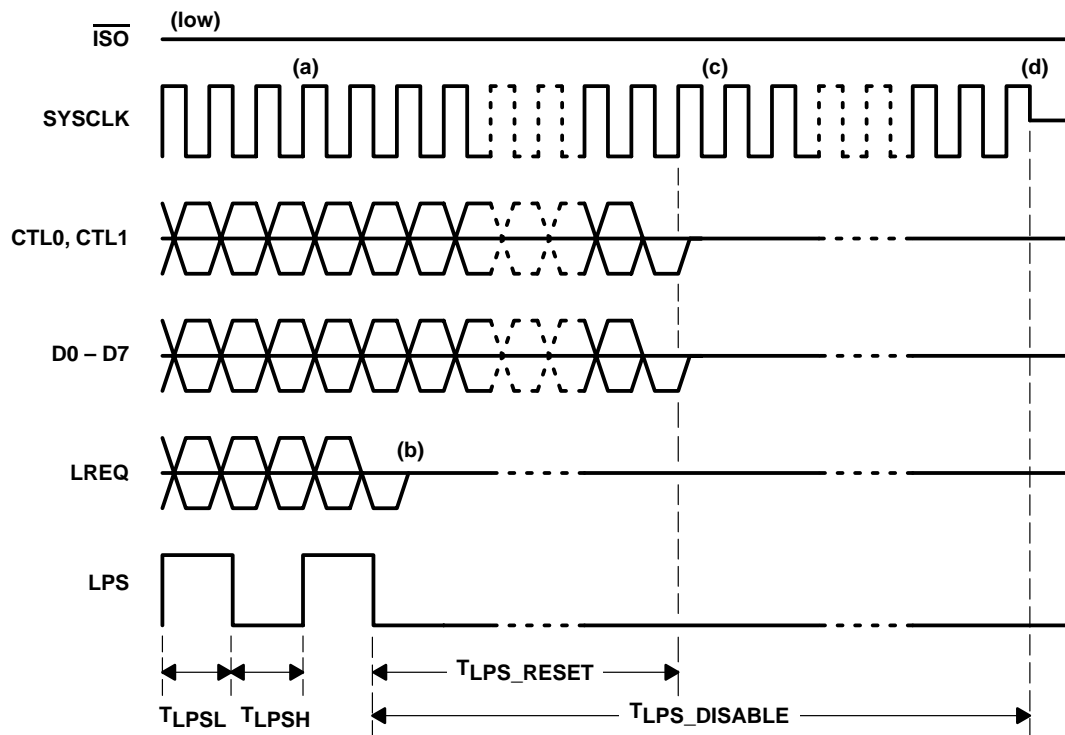 (low)
ISO
(a) (c) (d)
SYSCLK
CTL0, CTL1
D0 – D7
(b)
LREQ
LPS
TLPS_RESET
TLPSL TLPSH TLPS_DISABLE